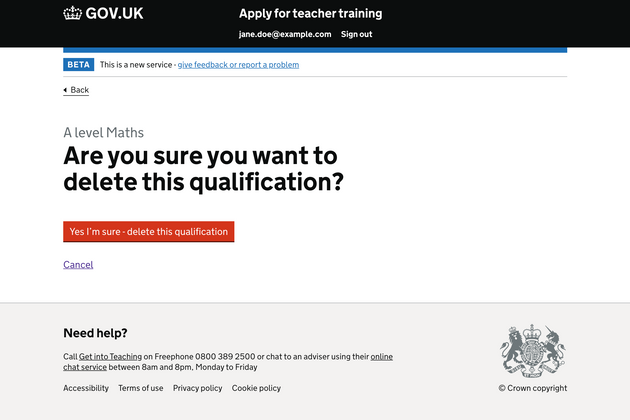 GOV.UK
Apply for teacher training
jane.doe@example.com Sign out
BETA This is a new service - give feedback or report a problem
Back
A level Maths
Are you sure you want to
delete this qualification?
Yes I'm sure - delete this qualification
Cancel
Need help?
Call Get into Teaching on Freephone 0800 389 2500 or chat to an adviser using their online
chat service between 8am and 8pm, Monday to Friday
Accessibility Terms of use Privacy policy Cookie policy
© Crown copyright